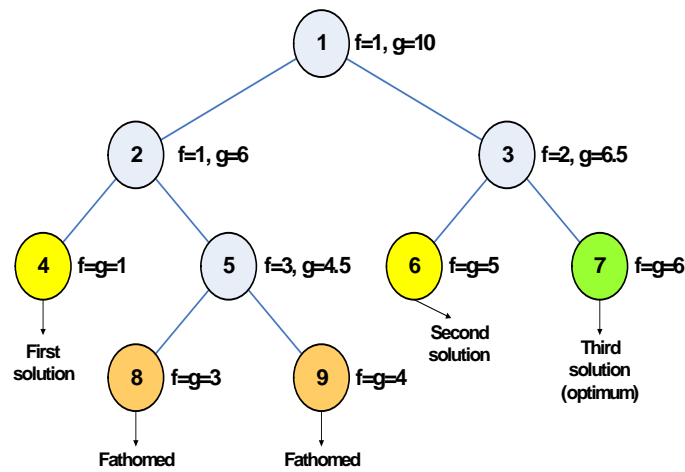 1 f=1, g=10
2 f=1, g=6
3 f=2, g=6.5
4 f=g=1
5 f=3, g=4.5
6 f=g=5
7 f=g=6
First
solution
Second
solution
Third
solution
(optimum)
8 f=g=3
9 f=g=4
Fathomed
Fathomed